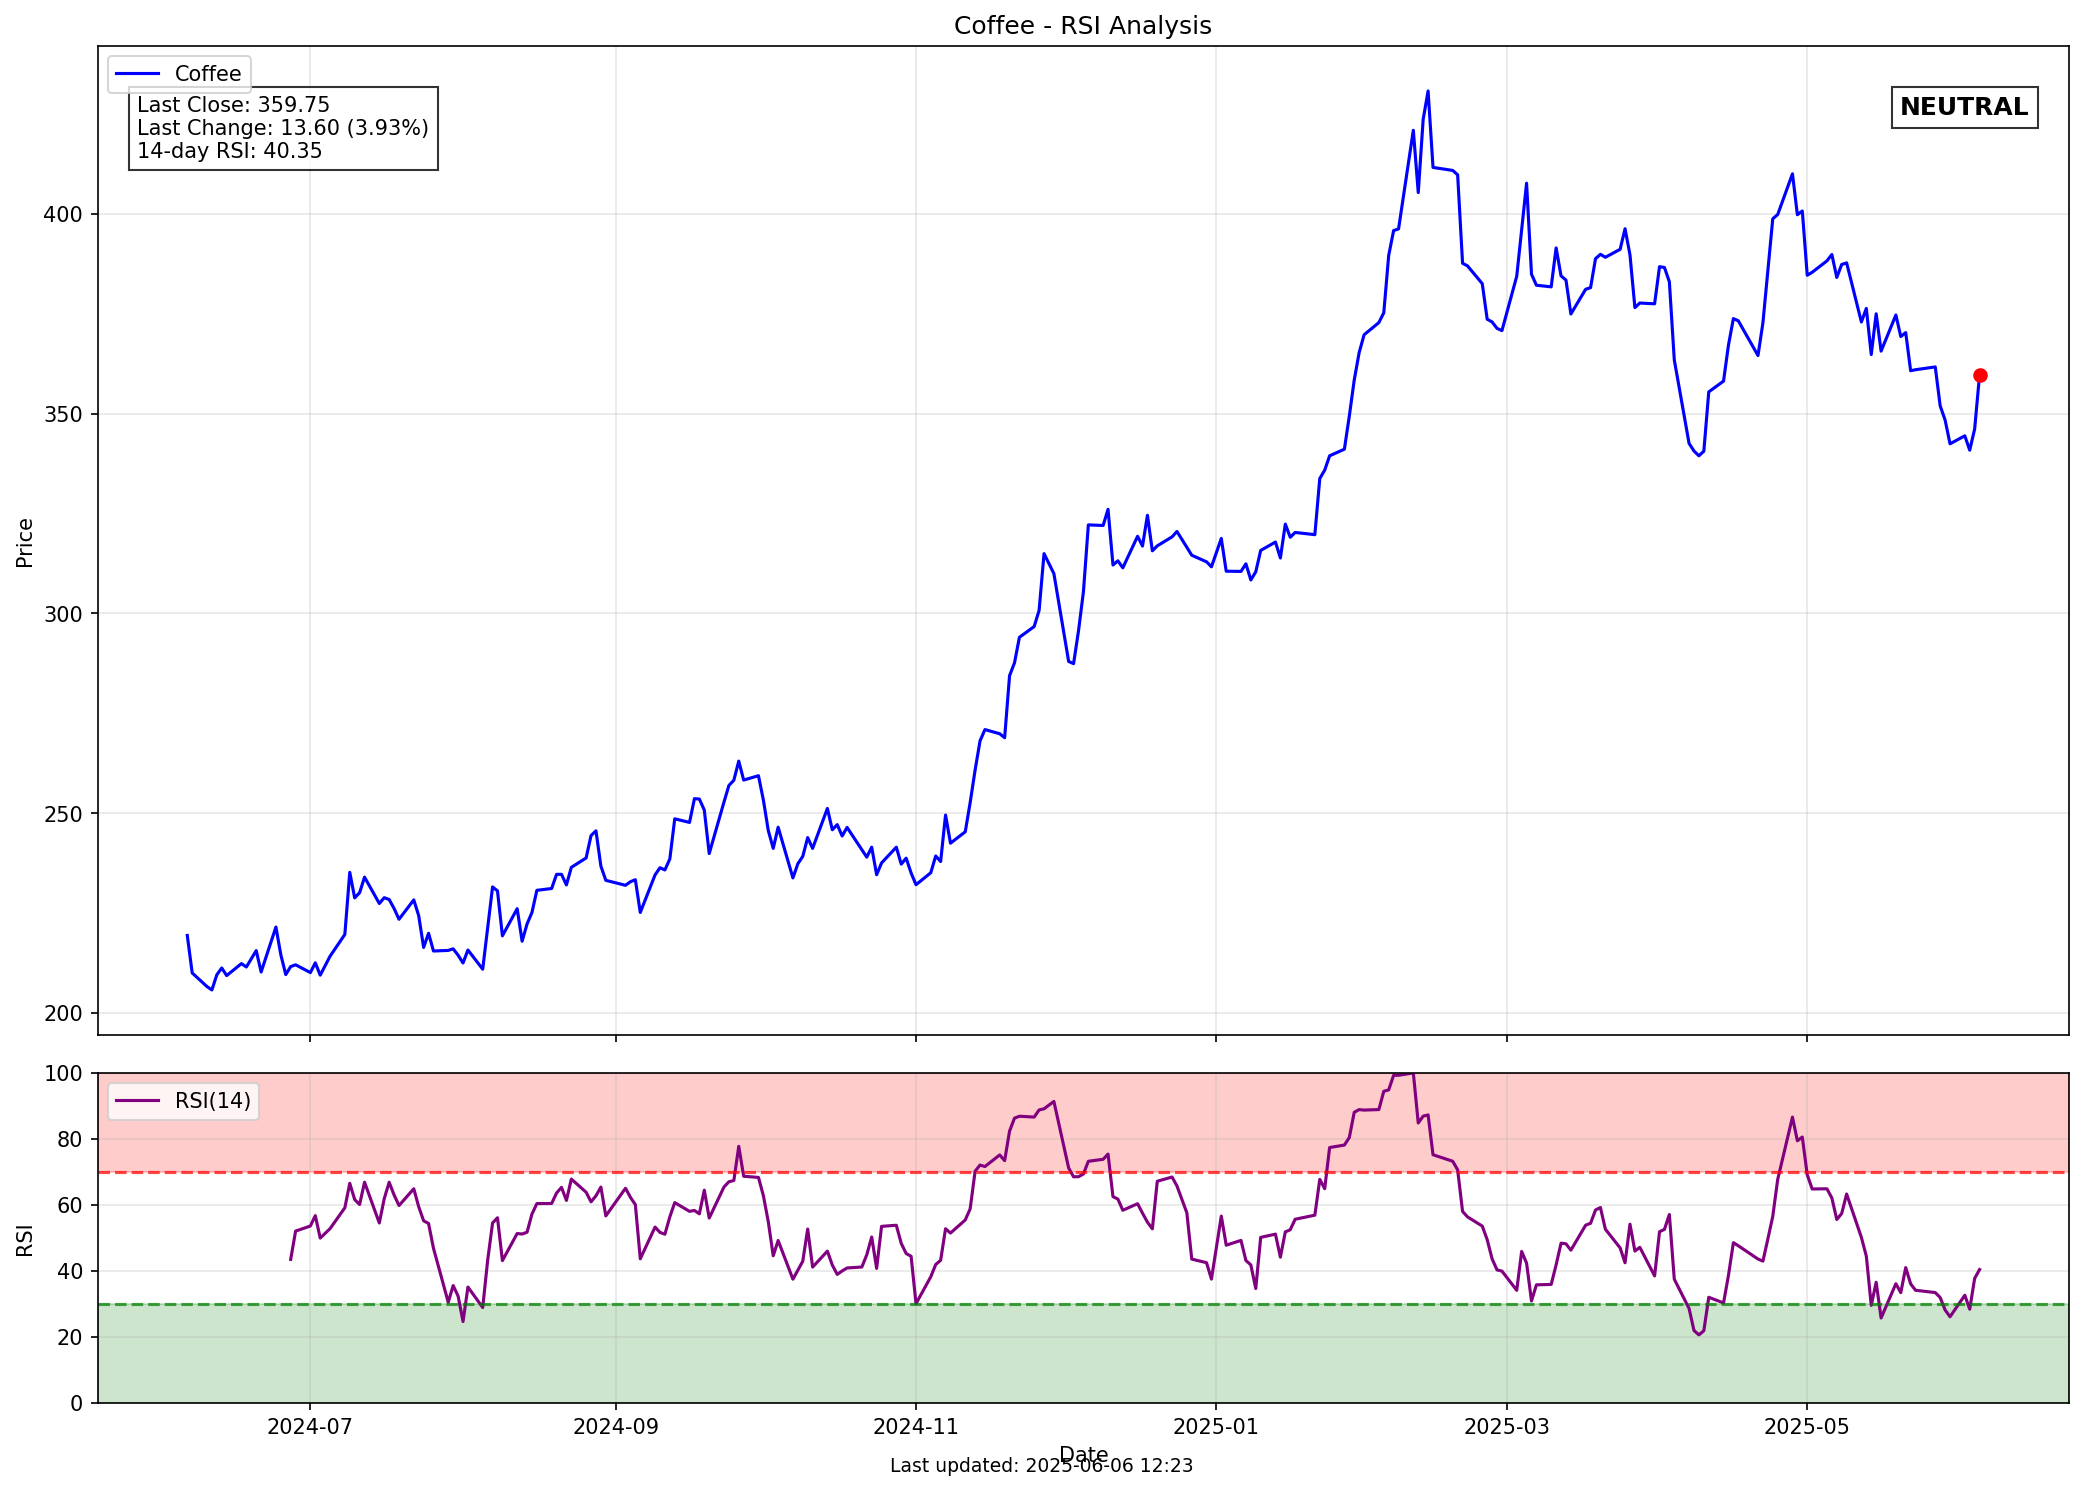 Coffee - RSI Analysis
Coffee
Last Close: 359.75
Last Change: 13.60 (3.93%)
14-day RSI: 40.35
NEUTRAL
Price
400
350
300
250
200
RSI(14)
RSI
100
80
60
40
20
0
2024-07
2024-09
2024-11
2025-01
2025-03
2025-05
Date
Last updated: 2025-06-06 12:23